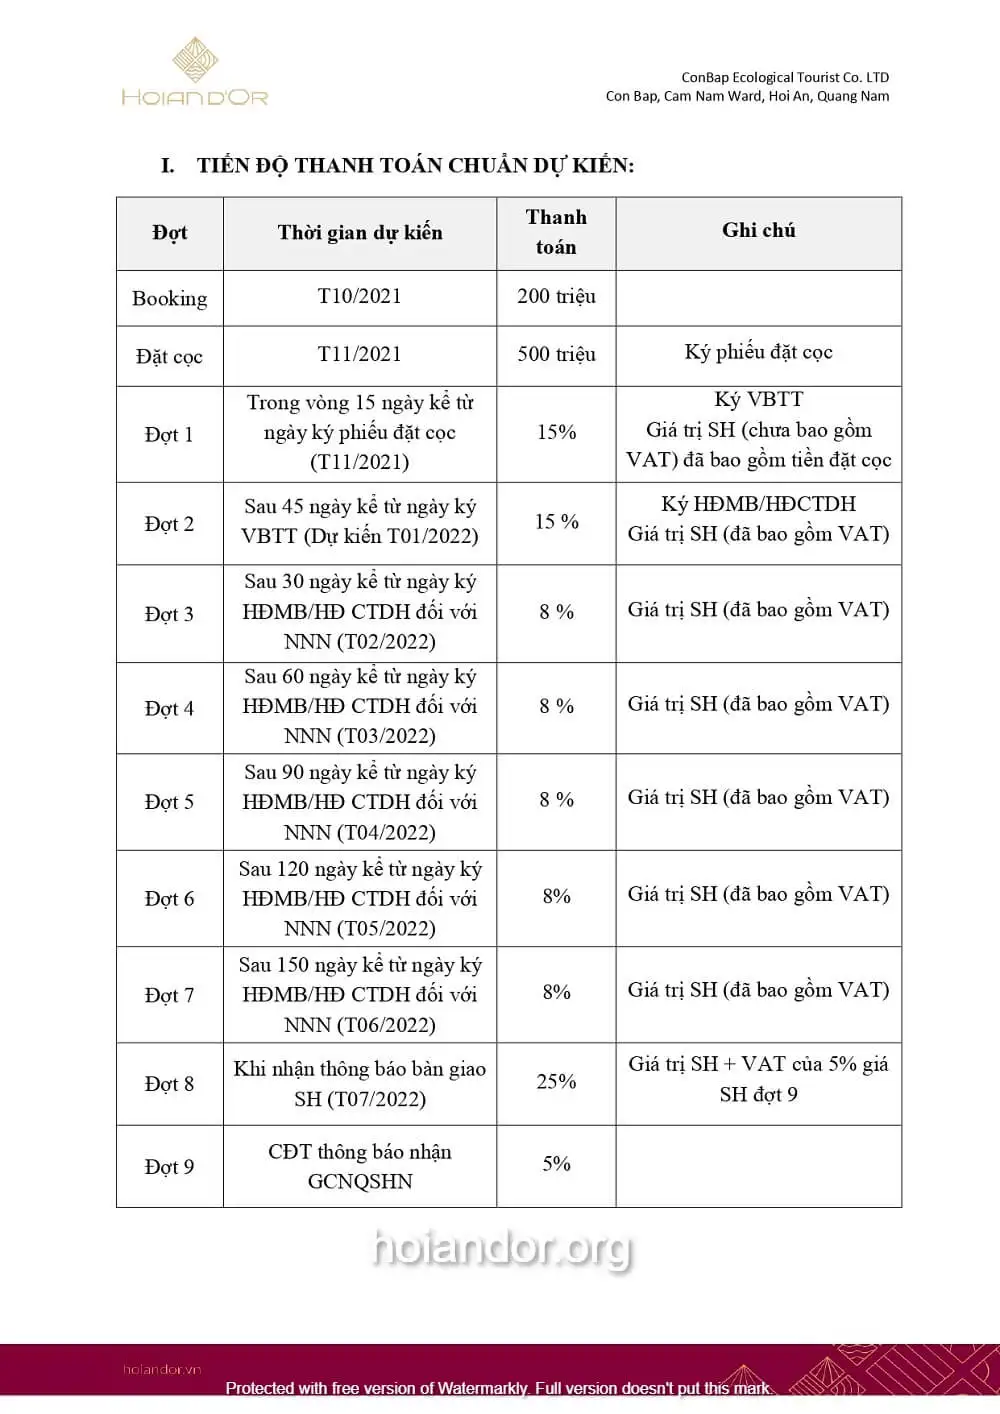 HOIAN D'OR
ConBap Ecological Tourist Co. LTD
Con Bap, Cam Nam Ward, Hoi An, Quang Nam
I. TIẾN ĐỘ THANH TOÁN CHUẨN DỰ KIẾN:
Đợt
Thời gian dự kiến
Thanh
toán
Ghi chú
Booking
T10/2021
200 triệu
Đặt cọc
T11/2021
500 triệu
Ký phiếu đặt cọc
Đợt 1
Trong vòng 15 ngày kể từ
ngày ký phiếu đặt cọc
(T11/2021)
15%
Ký VBTT
Giá trị SH (chưa bao gồm
VAT) đã bao gồm tiền đặt cọc
Đợt 2
Sau 45 ngày kể từ ngày ký
VBTT (Dự kiến T01/2022)
15 %
Ký HĐMB/HĐCTDH
Giá trị SH (đã bao gồm VAT)
Đợt 3
Sau 30 ngày kể từ ngày ký
HĐMB/HĐ CTDH đối với
NNN (T02/2022)
8 %
Giá trị SH (đã bao gồm VAT)
Đợt 4
Sau 60 ngày kể từ ngày ký
HĐMB/HĐ CTDH đối với
NNN (T03/2022)
8 %
Giá trị SH (đã bao gồm VAT)
Đợt 5
Sau 90 ngày kể từ ngày ký
HĐMB/HĐ CTDH đối với
NNN (T04/2022)
8 %
Giá trị SH (đã bao gồm VAT)
Đợt 6
Sau 120 ngày kể từ ngày ký
HĐMB/HĐ CTDH đối với
NNN (T05/2022)
8%
Giá trị SH (đã bao gồm VAT)
Đợt 7
Sau 150 ngày kể từ ngày ký
HĐMB/HĐ CTDH đối với
NNN (T06/2022)
8%
Giá trị SH (đã bao gồm VAT)
Đợt 8
Khi nhận thông báo bàn giao
SH (T07/2022)
25%
Giá trị SH + VAT của 5% giá
SH đợt 9
Đợt 9
CĐT thông báo nhận
GCNQSHN
5%
hoiandor.org
hoiandor.vn
Protected with free version of Watermarkly. Full version doesn't put this mark.